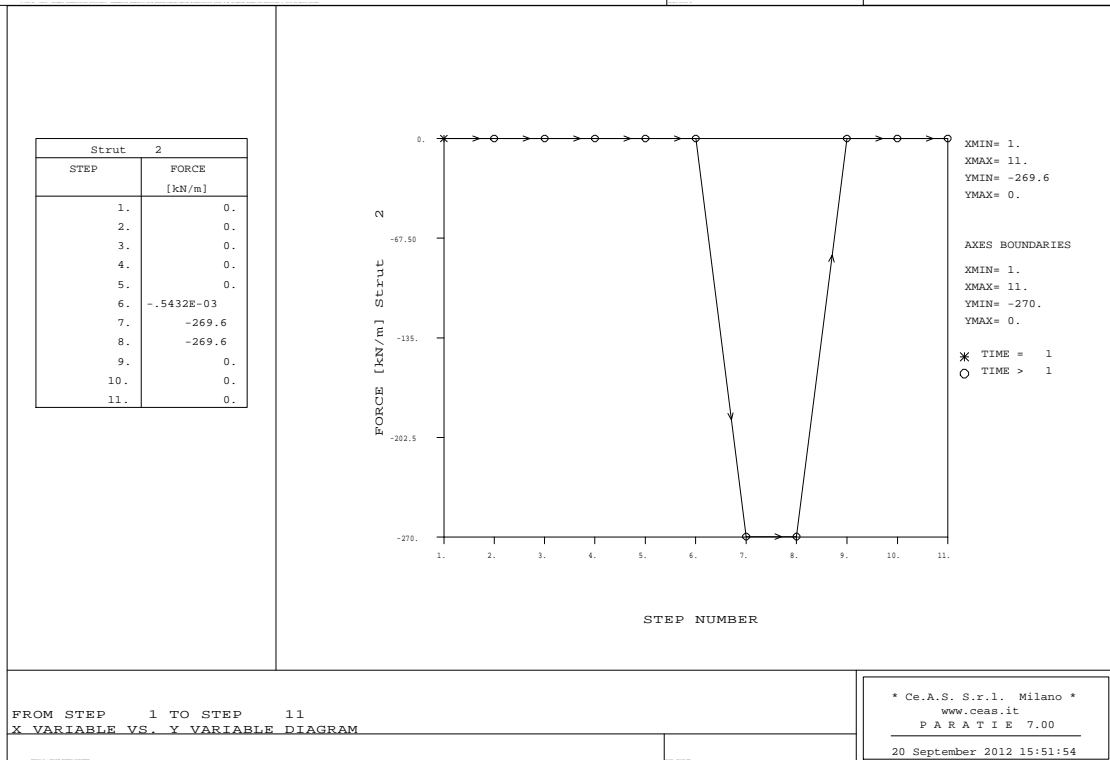 Strut 2
STEP FORCE
[kN/m]
1. 0.
2. 0.
3. 0.
4. 0.
5. 0.
6. -.5432E-03
7. -269.6
8. -269.6
9. 0.
10. 0.
11. 0.
FORCE [kN/m] Strut 2
0.
-67.50
-135.
-202.5
-270.
1. 2. 3. 4. 5. 6. 7. 8. 9. 10. 11.
STEP NUMBER
XMIN= 1.
XMAX= 11.
YMIN= -269.6
YMAX= 0.
AXES BOUNDARIES
XMIN= 1.
XMAX= 11.
YMIN= -270.
YMAX= 0.
TIME = 1
TIME > 1
FROM STEP 1 TO STEP 11
X VARIABLE VS. Y VARIABLE DIAGRAM
* Ce.A.S. S.r.l. Milano *
www.ceas.it
P A R A T I E 7.00
20 September 2012 15:51:54